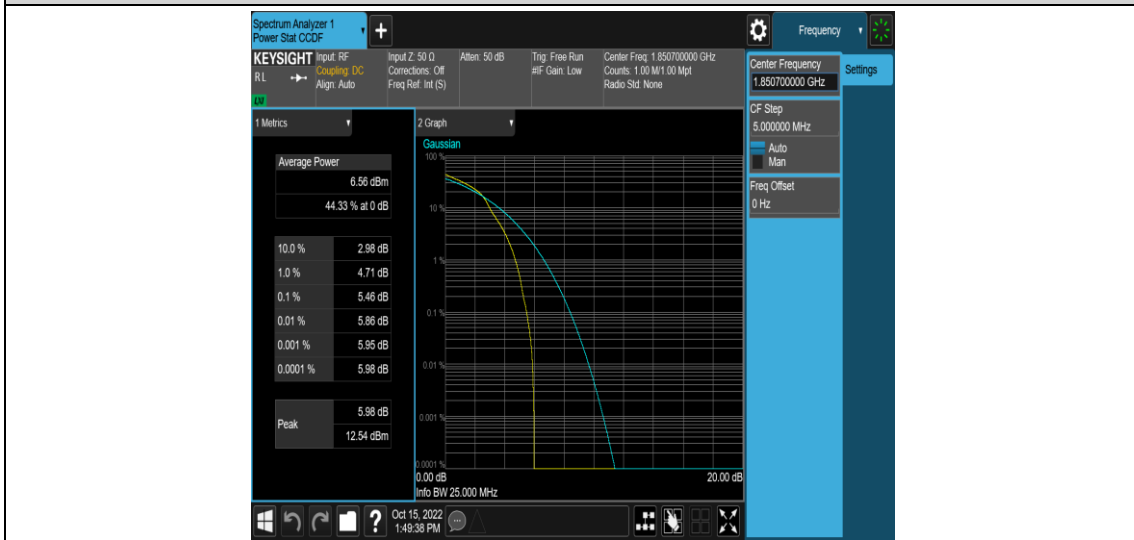 Spectrum Analyzer 1
Power Stat CCDF
+
Frequency
KEYSIGHT
RL
LXI
Input: RF
Coupling: DC
Align: Auto
Input Z: 50 Ω
Corrections: Off
Freq Ref: Int (S)
Atten: 50 dB
Trig: Free Run
#IF Gain: Low
Center Freq: 1.850700000 GHz
Counts: 1.00 M/1.00 Mpt
Radio Std: None
Center Frequency
1.850700000 GHz
Settings
CF Step
5.000000 MHz
Auto
Man
Freq Offset
0 Hz
1 Metrics
Average Power
6.56 dBm
44.33 % at 0 dB
10.0 % 2.98 dB
1.0 % 4.71 dB
0.1 % 5.46 dB
0.01 % 5.86 dB
0.001 % 5.95 dB
0.0001 % 5.98 dB
Peak
5.98 dB
12.54 dBm
2 Graph
Gaussian
100 %
10 %
1 %
0.1 %
0.01 %
0.001 %
0.0001 %
0.00 dB 20.00 dB
Info BW 25.000 MHz
?
Oct 15, 2022
1:49:38 PM